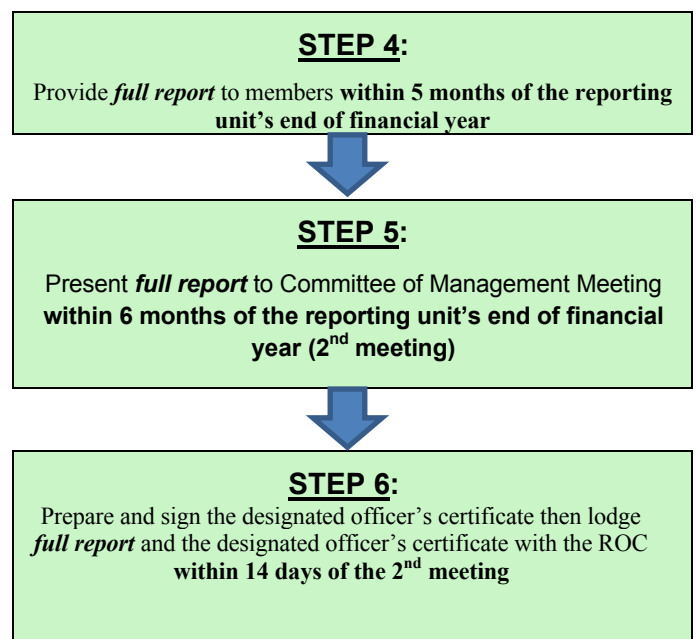 STEP 4:
Provide full report to members within 5 months of the reporting
unit's end of financial year
STEP 5:
Present full report to Committee of Management Meeting
within 6 months of the reporting unit's end of financial
year (2nd meeting)
STEP 6:
Prepare and sign the designated officer's certificate then lodge
full report and the designated officer's certificate with the ROC
within 14 days of the 2nd meeting